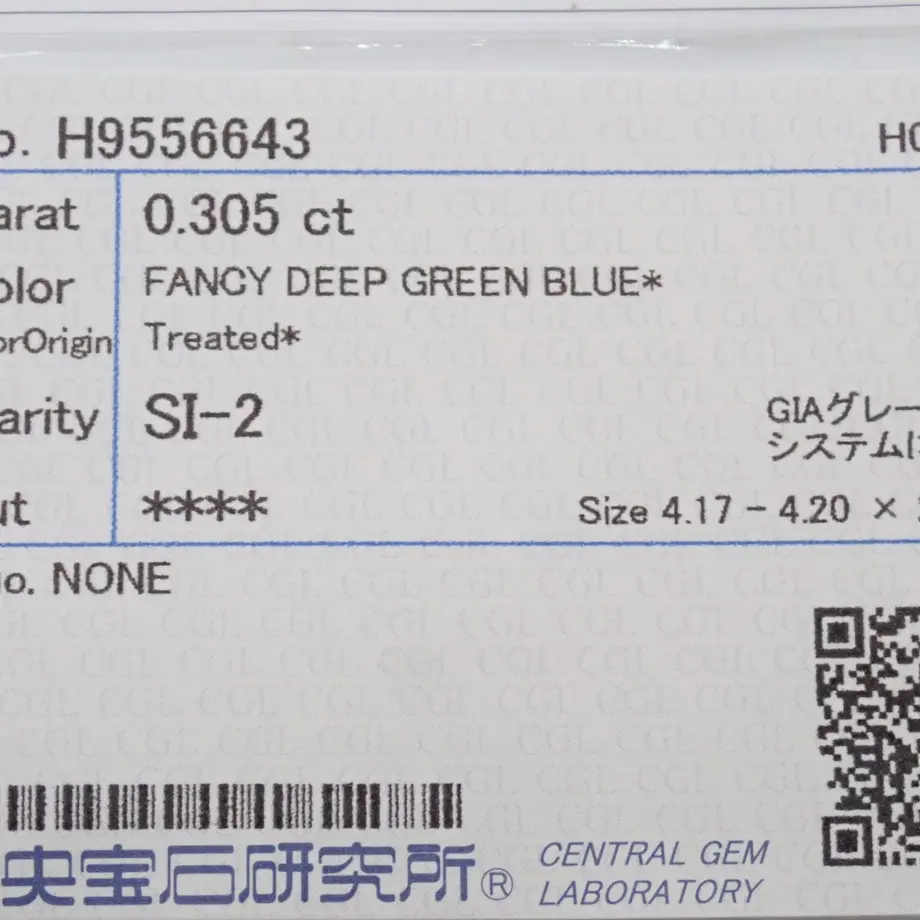 o. H9556643
HC
arat 0.305 ct
olor FANCY DEEP GREEN BLUE*
orOrigin Treated*
arity SI-2
GIAグレー
システムに
ut ****
Size 4.17 - 4.20 ×
no. NONE
央宝石研究所® CENTRAL GEM
LABORATORY